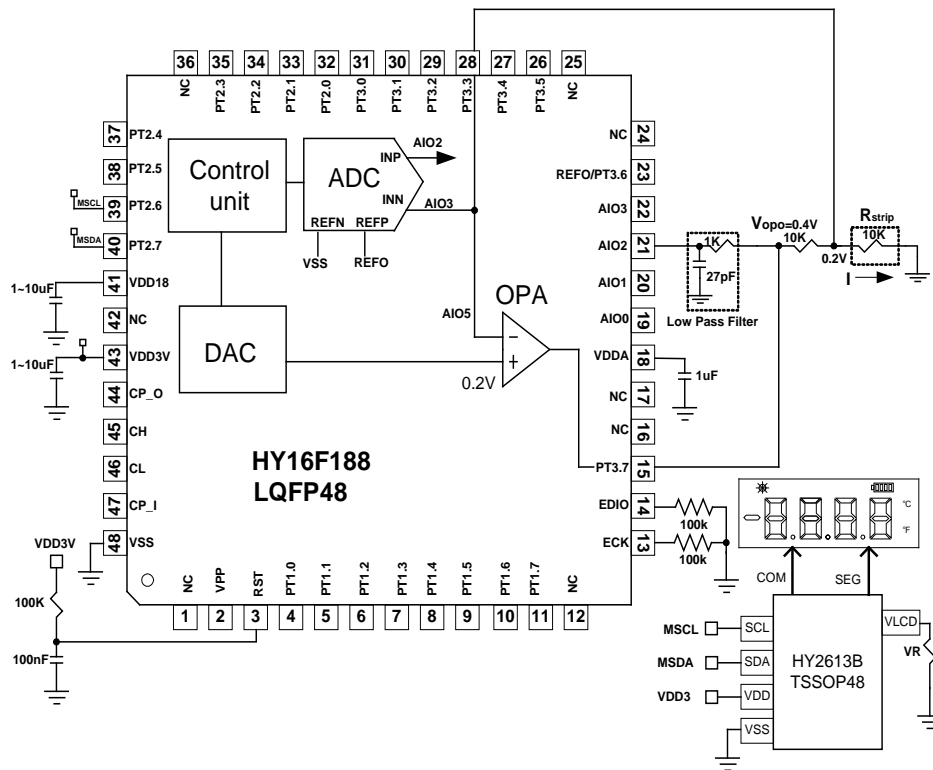 36 35 34 33 32 31 30 29 28 27 26 25
NC PT2.3 PT2.2 PT2.1 PT2.0 PT3.0 PT3.1 PT3.2 PT3.3 PT3.4 PT3.5 NC
37 PT2.4
38 PT2.5
MSCL 39 PT2.6
MSDA 40 PT2.7
1~10uF 41 VDD18
42 NC
1~10uF 43 VDD3V
44 CP_O
45 CH
46 CL
47 CP_I
48 VSS
Control
unit
ADC
INP
INN
REFN REFP
VSS REFO
AIO2
AIO3
DAC
AIO5
OPA
−
+
0.2V
HY16F188
LQFP48
NC 24
REFO/PT3.6 23
AIO3 22
AIO2 21
AIO1 20
AIO0 19
VDDA 18
NC 17
NC 16
PT3.7 15
EDIO 14
ECK 13
1K
27pF
Low Pass Filter
Vopo=0.4V
10K
0.2V
Rstrip
10K
I
1uF
100k
100k
VDD3V
100K
100nF
NC VPP RST PT1.0 PT1.1 PT1.2 PT1.3 PT1.4 PT1.5 PT1.6 PT1.7 NC
1 2 3 4 5 6 7 8 9 10 11 12
8.8.8.8
°C
°F
COM SEG
MSCL SCL
MSDA SDA
VDD3 VDD
VSS
HY2613B
TSSOP48
VLCD
VR